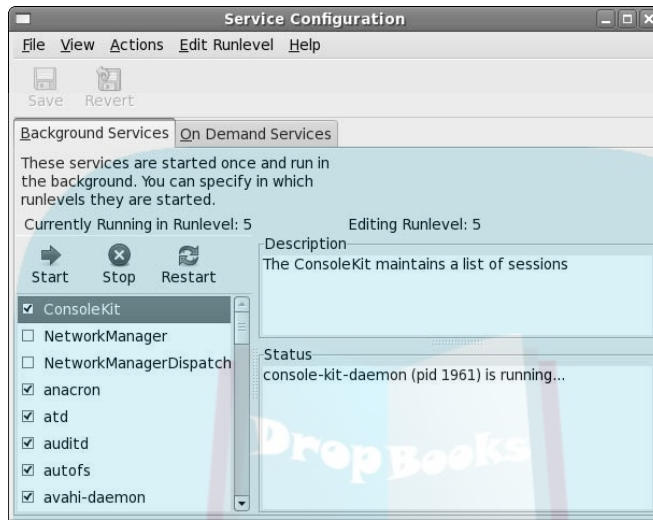 Service Configuration
File View Actions Edit Runlevel Help
Save Revert
Background Services On Demand Services
These services are started once and run in
the background. You can specify in which
runlevels they are started.
Currently Running in Runlevel: 5 Editing Runlevel: 5
Start Stop Restart
ConsoleKit
NetworkManager
NetworkManagerDispatch
anacron
atd
auditd
autofs
avahi-daemon
Description
The ConsoleKit maintains a list of sessions
Status
console-kit-daemon (pid 1961) is running...
DropBooks